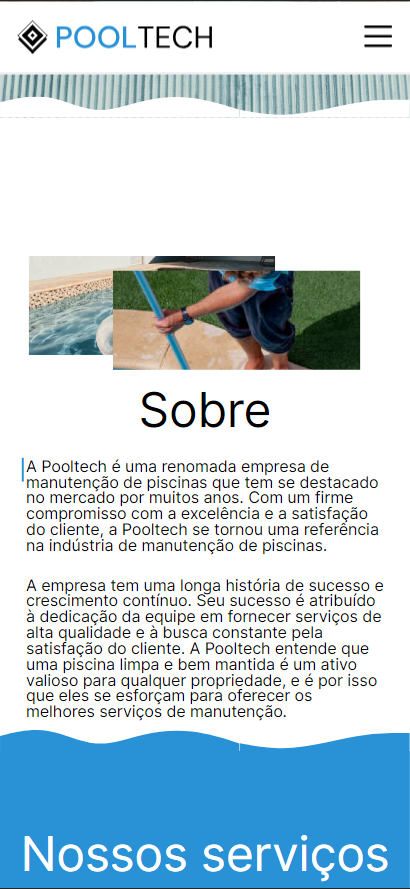 POOLTECH
Sobre
A Pooltech é uma renomada empresa de
manutenção de piscinas que tem se destacado
no mercado por muitos anos. Com um firme
compromisso com a excelência e a satisfação
do cliente, a Pooltech se tornou uma referência
na indústria de manutenção de piscinas.
A empresa tem uma longa história de sucesso e
crescimento contínuo. Seu sucesso é atribuído
à dedicação da equipe em fornecer serviços de
alta qualidade e à busca constante pela
satisfação do cliente. A Pooltech entende que
uma piscina limpa e bem mantida é um ativo
valioso para qualquer propriedade, e é por isso
que eles se esforçam para oferecer os
melhores serviços de manutenção.
Nossos serviços